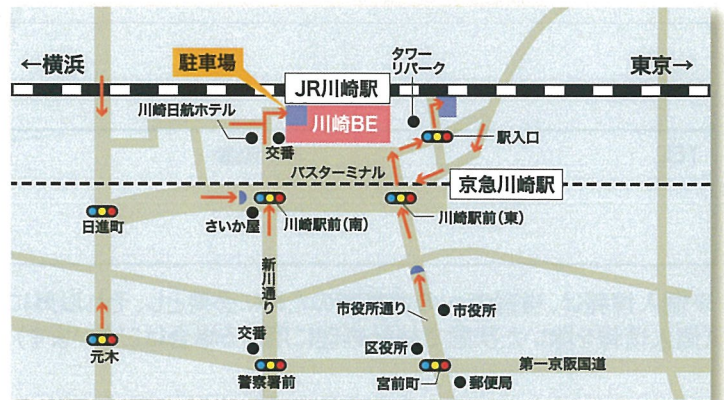 ←横浜
駐車場
JR川崎駅
タワー
リパーク
東京→
川崎日航ホテル
川崎BE
交番
駅入口
バスターミナル
京急川崎駅
日進町
さいか屋
川崎駅前(南)
川崎駅前(東)
新川通り
市役所通り
市役所
元木
交番
区役所
第一京阪国道
警察署前
宮前町
郵便局